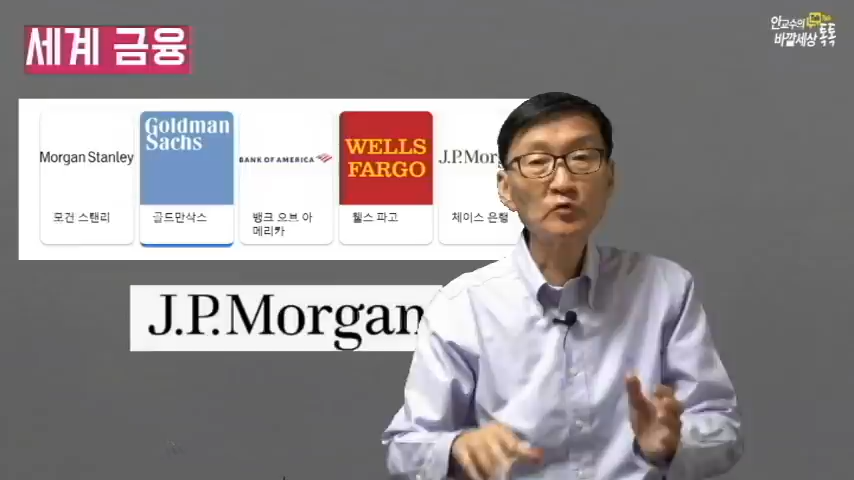 세계 금융
안교수의
바깥세상 톡톡
Morgan Stanley
Goldman
Sachs
BANK OF AMERICA
WELLS
FARGO
J.P.Mor
모건 스탠리
골드만삭스
뱅크 오브 아
메리카
웰스 파고
체이스 은행
J.P.Morgan